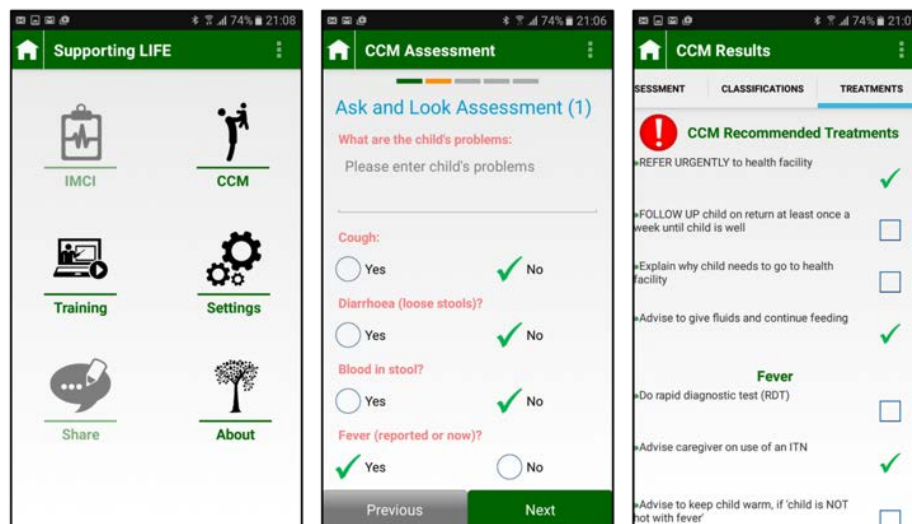 74% 21:08
Supporting LIFE
IMCI
CCM
Training
Settings
Share
About
74% 21:06
CCM Assessment
Ask and Look Assessment (1)
What are the child's problems:
Please enter child's problems
Cough:
Yes No
Diarrhoea (loose stools)?
Yes No
Blood in stool?
Yes No
Fever (reported or now)?
Yes No
Previous Next
74% 21:0
CCM Results
SESSMENT CLASSIFICATIONS TREATMENTS
CCM Recommended Treatments
REFER URGENTLY to health facility
FOLLOW UP child on return at least once a
week until child is well
Explain why child needs to go to health
facility
Advise to give fluids and continue feeding
Fever
Do rapid diagnostic test (RDT)
Advise caregiver on use of an ITN
Advise to keep child warm, if 'child is NOT
hot with fever'